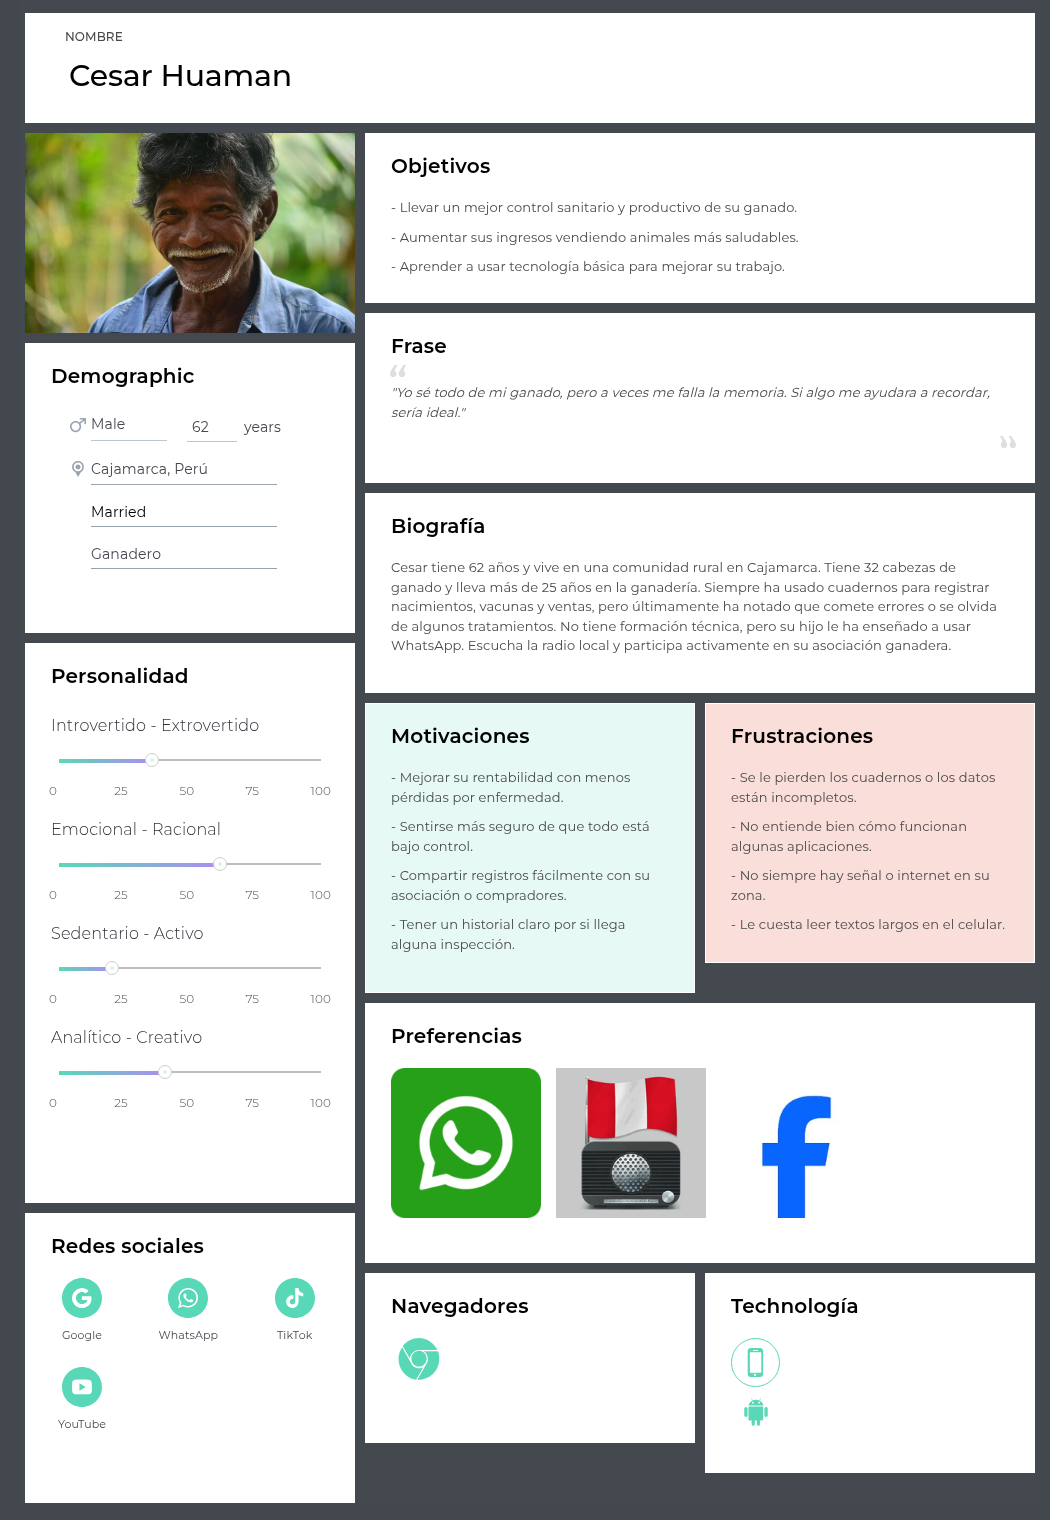 NOMBRE
Cesar Huaman
Objetivos
- Llevar un mejor control sanitario y productivo de su ganado.
- Aumentar sus ingresos vendiendo animales más saludables.
- Aprender a usar tecnología básica para mejorar su trabajo.
Demographic
Male
62 years
Cajamarca, Perú
Married
Ganadero
Frase
“
"Yo sé todo de mi ganado, pero a veces me falla la memoria. Si algo me ayudara a recordar,
sería ideal."
”
Biografía
Cesar tiene 62 años y vive en una comunidad rural en Cajamarca. Tiene 32 cabezas de
ganado y lleva más de 25 años en la ganadería. Siempre ha usado cuadernos para registrar
nacimientos, vacunas y ventas, pero últimamente ha notado que comete errores o se olvida
de algunos tratamientos. No tiene formación técnica, pero su hijo le ha enseñado a usar
WhatsApp. Escucha la radio local y participa activamente en su asociación ganadera.
Personalidad
Introvertido - Extrovertido
0 25 50 75 100
Emocional - Racional
0 25 50 75 100
Sedentario - Activo
0 25 50 75 100
Analítico - Creativo
0 25 50 75 100
Motivaciones
- Mejorar su rentabilidad con menos
pérdidas por enfermedad.
- Sentirse más seguro de que todo está
bajo control.
- Compartir registros fácilmente con su
asociación o compradores.
- Tener un historial claro por si llega
alguna inspección.
Frustraciones
- Se le pierden los cuadernos o los datos
están incompletos.
- No entiende bien cómo funcionan
algunas aplicaciones.
- No siempre hay señal o internet en su
zona.
- Le cuesta leer textos largos en el celular.
Preferencias
Redes sociales
Google
WhatsApp
TikTok
YouTube
Navegadores
Technología